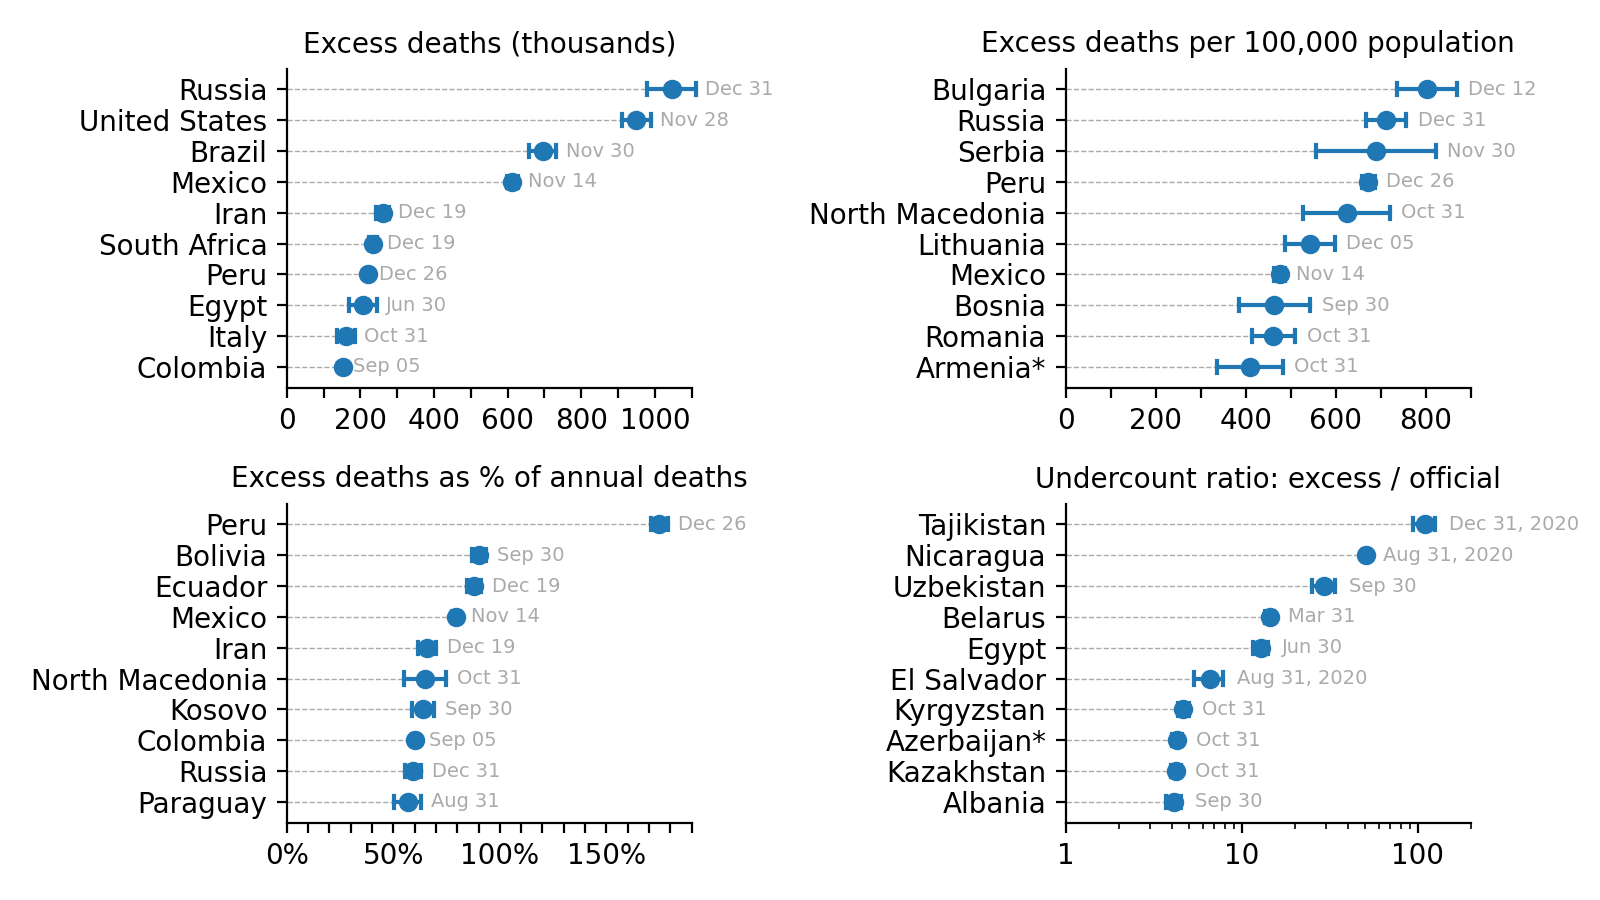 Excess deaths (thousands)
Russia Dec 31
United States Nov 28
Brazil Nov 30
Mexico Nov 14
Iran Dec 19
South Africa Dec 19
Peru Dec 26
Egypt Jun 30
Italy Oct 31
Colombia Sep 05
0 200 400 600 800 1000
Excess deaths per 100,000 population
Bulgaria Dec 12
Russia Dec 31
Serbia Nov 30
Peru Dec 26
North Macedonia Oct 31
Lithuania Dec 05
Mexico Nov 14
Bosnia Sep 30
Romania Oct 31
Armenia* Oct 31
0 200 400 600 800
Excess deaths as % of annual deaths
Peru Dec 26
Bolivia Sep 30
Ecuador Dec 19
Mexico Nov 14
Iran Dec 19
North Macedonia Oct 31
Kosovo Sep 30
Colombia Sep 05
Russia Dec 31
Paraguay Aug 31
0% 50% 100% 150%
Undercount ratio: excess / official
Tajikistan Dec 31, 2020
Nicaragua Aug 31, 2020
Uzbekistan Sep 30
Belarus Mar 31
Egypt Jun 30
El Salvador Aug 31, 2020
Kyrgyzstan Oct 31
Azerbaijan* Oct 31
Kazakhstan Oct 31
Albania Sep 30
1 10 100